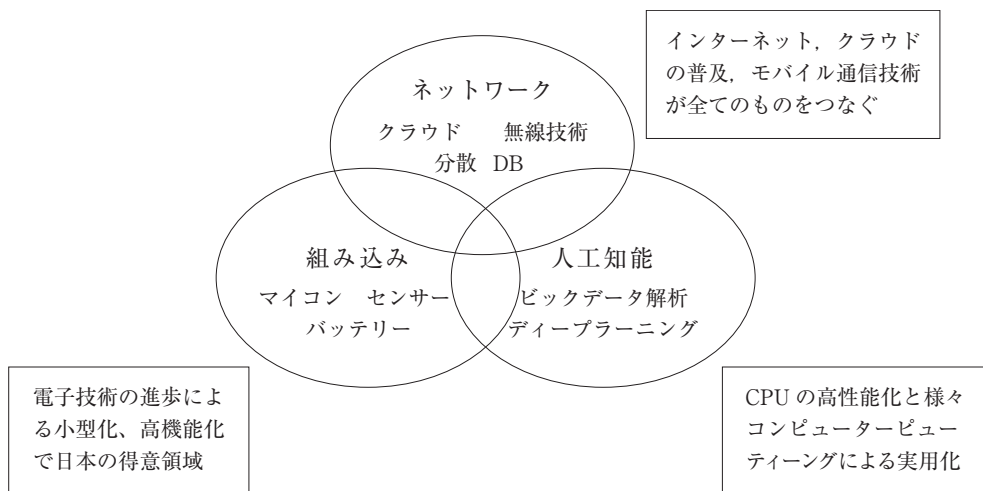 インターネット，クラウド
の普及，モバイル通信技術
が全てのものをつなぐ
ネットワーク
クラウド　無線技術
分散 DB
組み込み
マイコン　センサー
バッテリー
人工知能
ビックデータ解析
ディープラーニング
電子技術の進歩によ
る小型化、高機能化
で日本の得意領域
CPU の高性能化と様々
コンピューターピュー
ティーングによる実用化